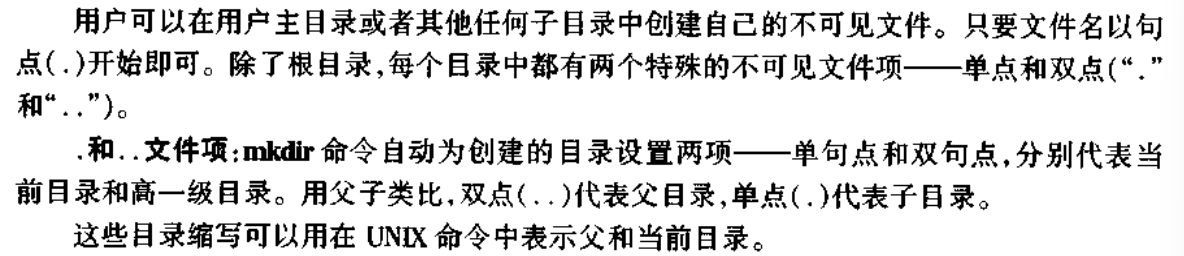 用户可以在用户主目录或者其他任何子目录中创建自己的不可见文件。只要文件名以句
点(.)开始即可。除了根目录,每个目录中都有两个特殊的不可见文件项——单点和双点(“.”
和“..”)。
.和..文件项:mkdir 命令自动为创建的目录设置两项——单句点和双句点,分别代表当
前目录和高一级目录。用父子类比,双点(..)代表父目录,单点(.)代表子目录。
这些目录缩写可以用在 UNIX 命令中表示父和当前目录。